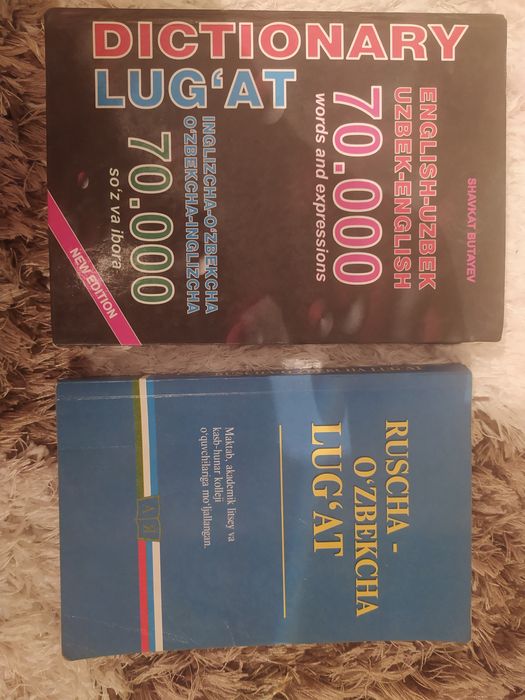 DICTIONARY
LUG‘AT
SHAVKAT BUTAYEV
ENGLISH-UZBEK
UZBEK-ENGLISH
70.000
words and expressions
INGLIZCHA-O‘ZBEKCHA
O‘ZBEKCHA-INGLIZCHA
70.000
so‘z va ibora
NEW EDITION
RUSCHA -
O‘ZBEKCHA
LUG‘AT
Maktab, akademik litsey va
kasb-hunar kolleji
o‘quvchilariga mo‘ljallangan.